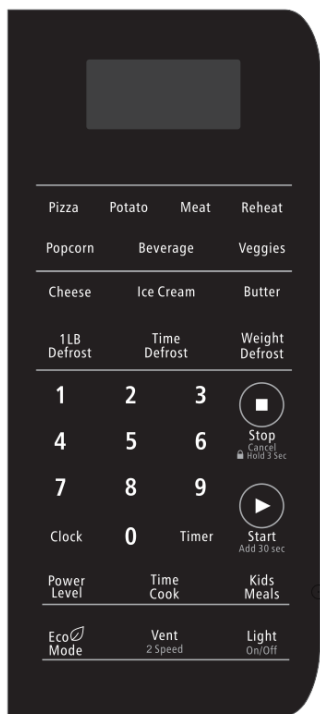 Pizza Potato Meat Reheat
Popcorn Beverage Veggies
Cheese Ice Cream Butter
1LB Time Weight
Defrost Defrost Defrost
1 2 3
4 5 6
Stop
Cancel
Hold 3 Sec
7 8 9
Clock 0 Timer Start
Add 30 sec
Power Time Kids
Level Cook Meals
Eco Vent Light
Mode 2 Speed On/Off